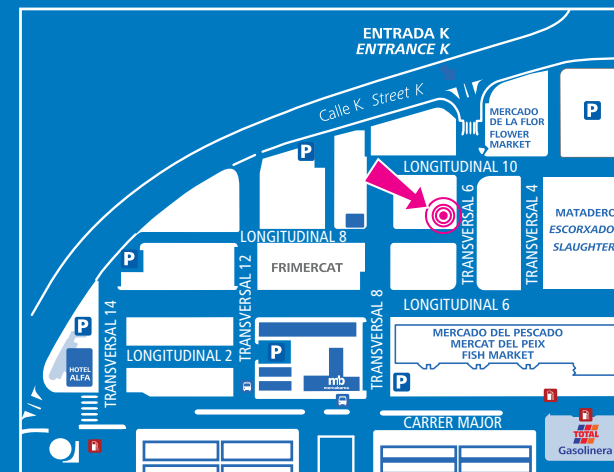 ENTRADA K
ENTRANCE K
Calle K Street K
P
MERCADO
DE LA FLOR
FLOWER
MARKET
P
LONGITUDINAL 10
TRANSVERSAL 6
TRANSVERSAL 4
MATADERO
ESCORXADO
SLAUGHTER
LONGITUDINAL 8
P
FRIMERCAT
TRANSVERSAL 12
TRANSVERSAL 8
LONGITUDINAL 6
TRANSVERSAL 14
P
LONGITUDINAL 2
P
MERCADO DEL PESCADO
MERCAT DEL PEIX
FISH MARKET
HOTEL
ALFA
mb
mercabarna
P
CARRER MAJOR
TOTAL
Gasolinera